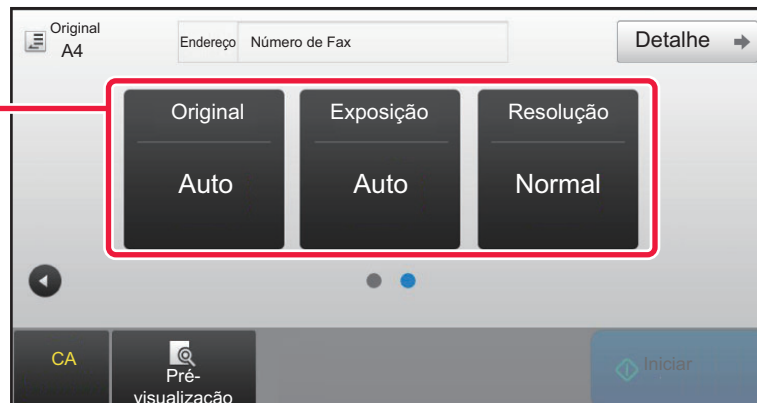 Original
A4
Endereço Número de Fax
Detalhe
Original Exposição Resolução
Auto Auto Normal
CA
Pré-
visualização
Iniciar